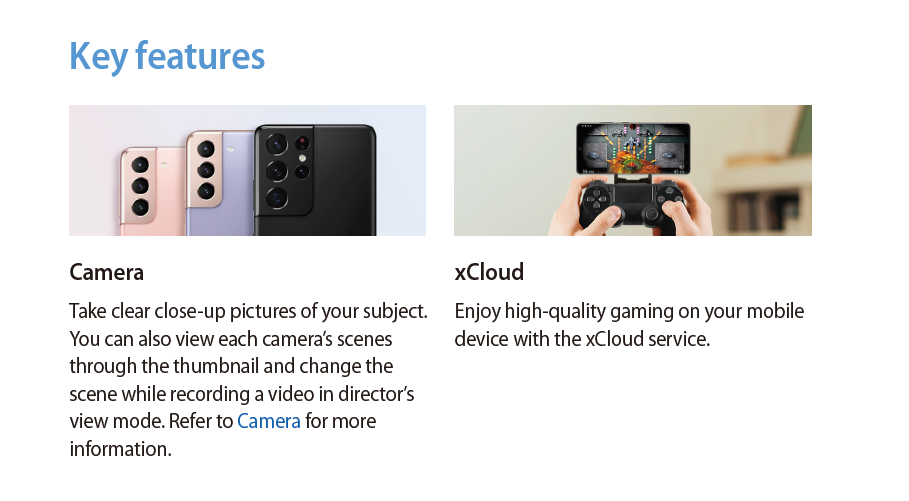 Key features
Camera
Take clear close-up pictures of your subject.
You can also view each camera’s scenes
through the thumbnail and change the
scene while recording a video in director’s
view mode. Refer to Camera for more
information.
xCloud
Enjoy high-quality gaming on your mobile
device with the xCloud service.